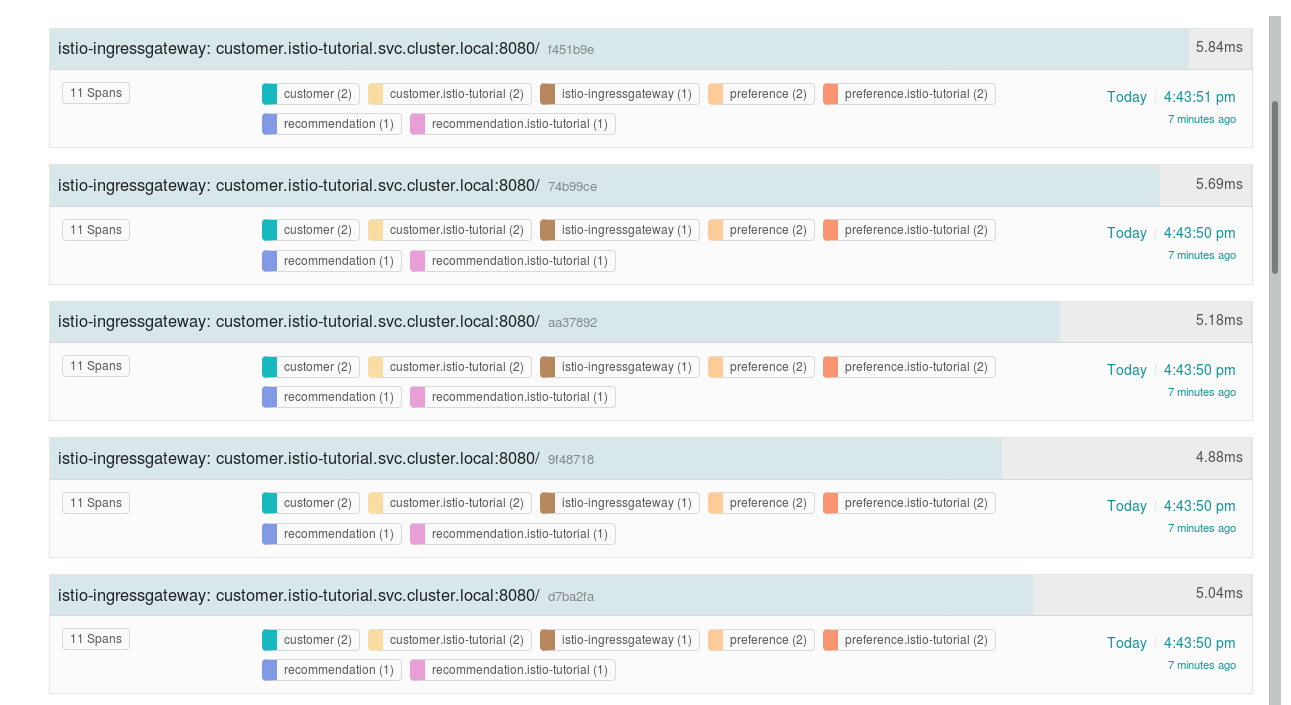 istio-ingressgateway: customer.istio-tutorial.svc.cluster.local:8080/ f451b9e 5.84ms
11 Spans customer (2) customer.istio-tutorial (2) istio-ingressgateway (1) preference (2) preference.istio-tutorial (2) Today 4:43:51 pm
recommendation (1) recommendation.istio-tutorial (1) 7 minutes ago
istio-ingressgateway: customer.istio-tutorial.svc.cluster.local:8080/ 74b99ce 5.69ms
11 Spans customer (2) customer.istio-tutorial (2) istio-ingressgateway (1) preference (2) preference.istio-tutorial (2) Today 4:43:50 pm
recommendation (1) recommendation.istio-tutorial (1) 7 minutes ago
istio-ingressgateway: customer.istio-tutorial.svc.cluster.local:8080/ aa37892 5.18ms
11 Spans customer (2) customer.istio-tutorial (2) istio-ingressgateway (1) preference (2) preference.istio-tutorial (2) Today 4:43:50 pm
recommendation (1) recommendation.istio-tutorial (1) 7 minutes ago
istio-ingressgateway: customer.istio-tutorial.svc.cluster.local:8080/ 9f48718 4.88ms
11 Spans customer (2) customer.istio-tutorial (2) istio-ingressgateway (1) preference (2) preference.istio-tutorial (2) Today 4:43:50 pm
recommendation (1) recommendation.istio-tutorial (1) 7 minutes ago
istio-ingressgateway: customer.istio-tutorial.svc.cluster.local:8080/ d7ba2fa 5.04ms
11 Spans customer (2) customer.istio-tutorial (2) istio-ingressgateway (1) preference (2) preference.istio-tutorial (2) Today 4:43:50 pm
recommendation (1) recommendation.istio-tutorial (1) 7 minutes ago